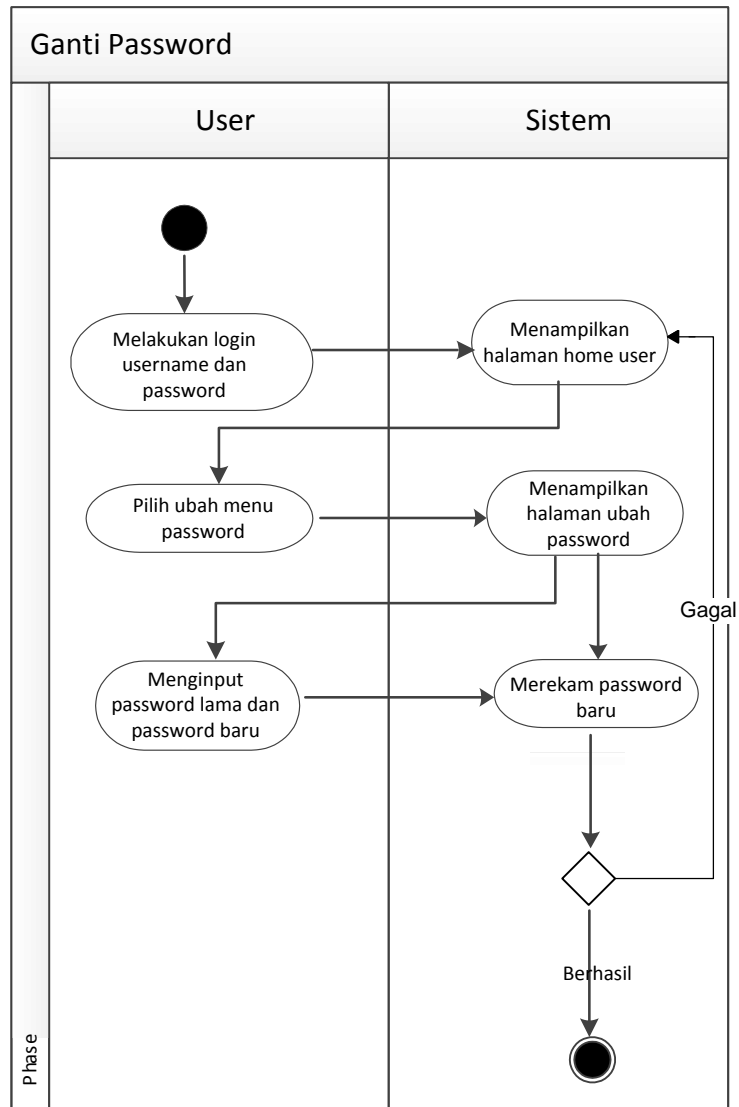 Ganti Password
User
Sistem
Melakukan login
username dan
password
Menampilkan
halaman home user
Pilih ubah menu
password
Menampilkan
halaman ubah
password
Gagal
Menginput
password lama dan
password baru
Merekam password
baru
Berhasil
Phase